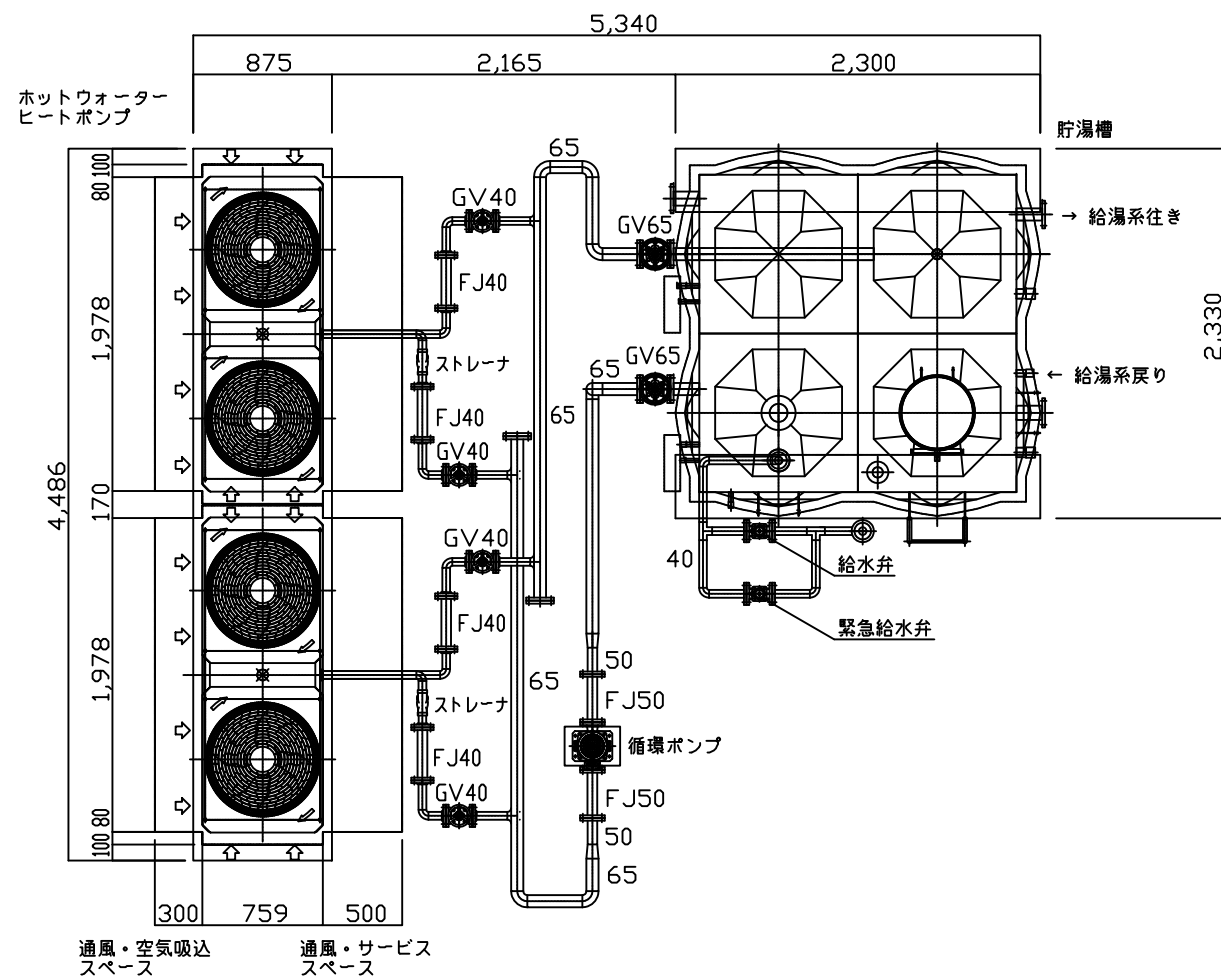 5,340
875
2,165
2,300
ホットウォーター
ヒートポンプ
貯湯槽
65
100
80
GV40
GV65
→ 給湯系往き
FJ40
1,978
2,330
ストレーナ
65
GV65
← 給湯系戻り
FJ40
65
GV40
4,486
170
GV40
40
給水弁
FJ40
緊急給水弁
1,978
65
50
ストレーナ
FJ50
循環ポンプ
FJ40
GV40
FJ50
80
100
50
65
300
759
500
通風・空気吸込
スペース
通風・サービス
スペース